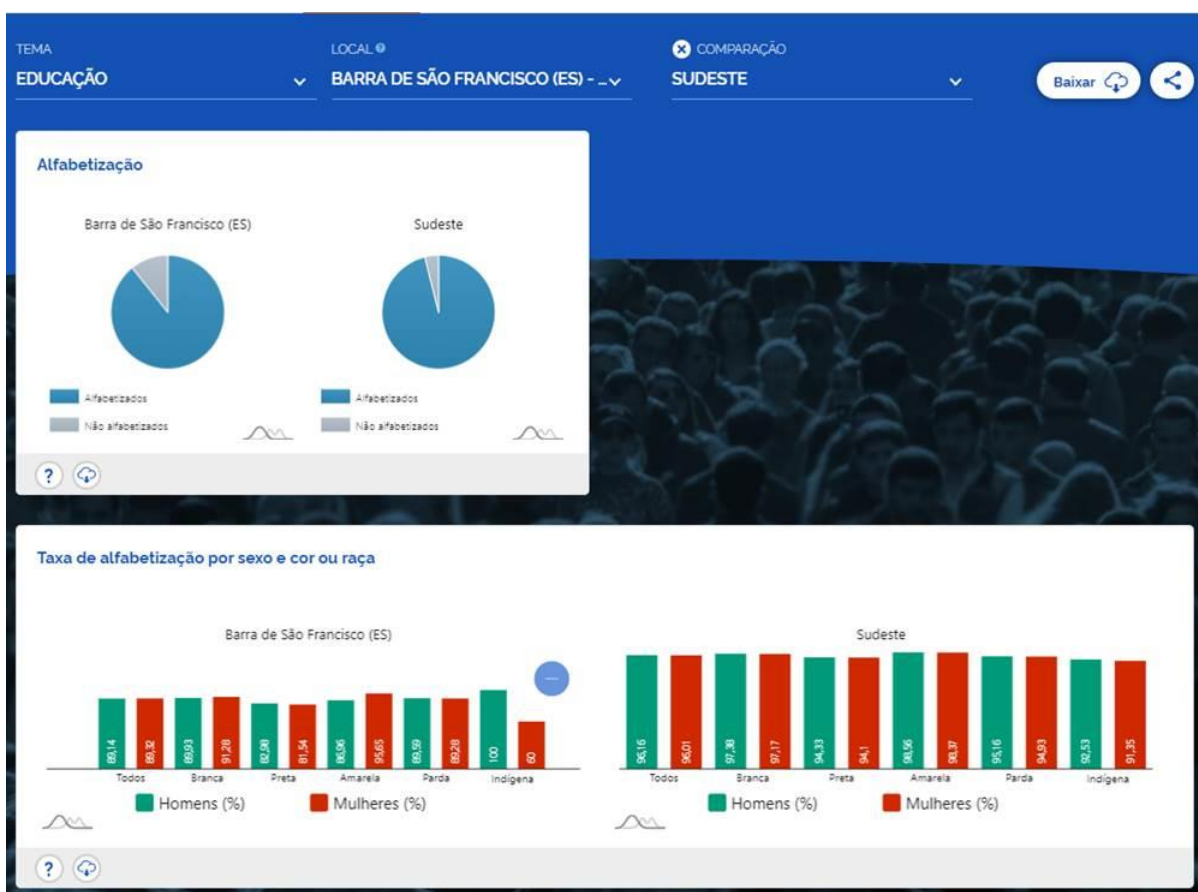 TEMA
EDUCAÇÃO
LOCAL ?
BARRA DE SÃO FRANCISCO (ES) - ...
COMPARAÇÃO
SUDESTE
Baixar
Alfabetização
Barra de São Francisco (ES)
Alfabetizados
Não alfabetizados
Sudeste
Alfabetizados
Não alfabetizados
?
Taxa de alfabetização por sexo e cor ou raça
Barra de São Francisco (ES)
89,14 89,32 89,93 91,28 82,98 81,54 86,96 95,65 89,59 89,28 100 60
Todos Branca Preta Amarela Parda Indígena
Homens (%) Mulheres (%)
Sudeste
96,16 96,01 97,38 97,17 94,33 94,1 98,56 98,37 95,16 94,93 92,53 91,35
Todos Branca Preta Amarela Parda Indígena
Homens (%) Mulheres (%)
?